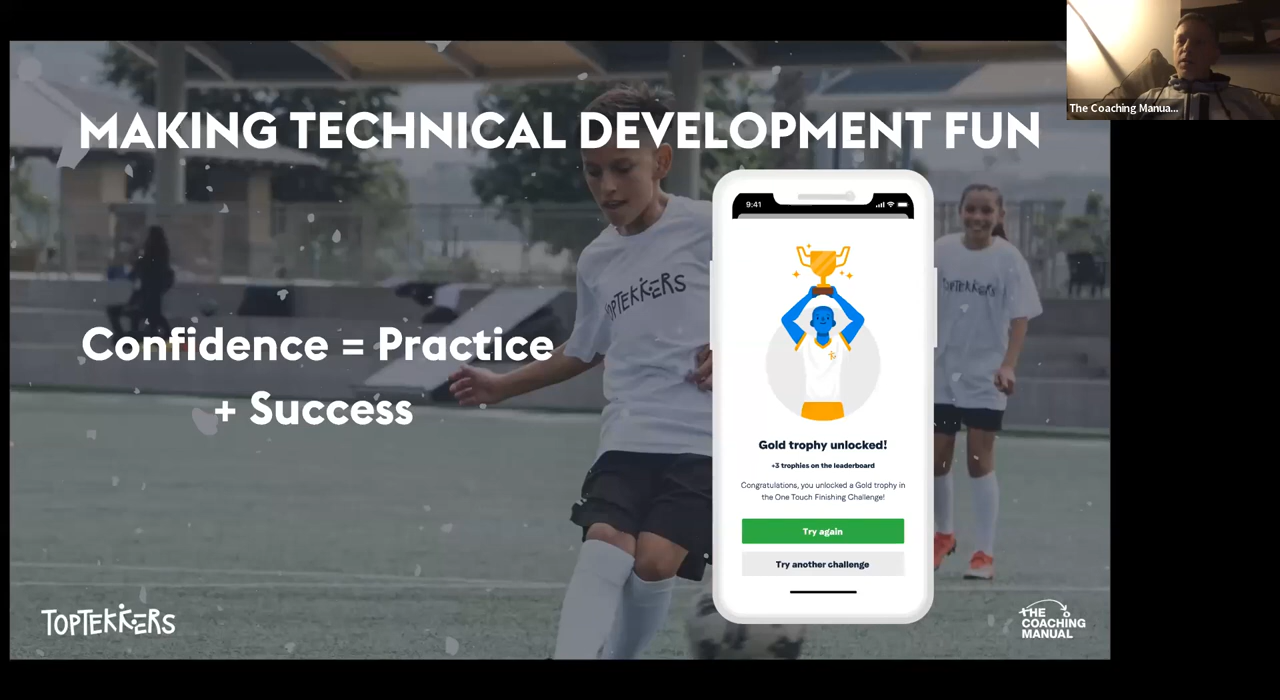 The Coaching Manua...
MAKING TECHNICAL DEVELOPMENT FUN
Confidence = Practice
+ Success
TOPTEKKERS
TOPTEKKERS
9:41
Gold trophy unlocked!
+3 trophies on the leaderboard
Congratulations, you unlocked a Gold trophy in
the One Touch Finishing Challenge!
Try again
Try another challenge
TOPTEKKERS
THE
COACHING
MANUAL